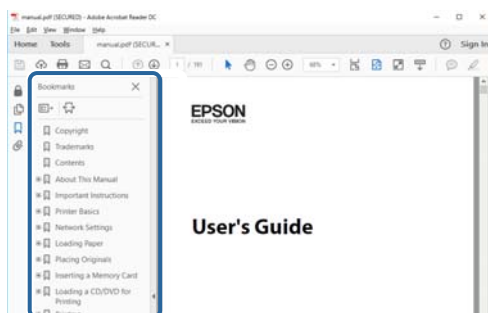 manual.pdf (SECURED) - Adobe Acrobat Reader DC
File Edit View Window Help
Home Tools manual.pdf (SECUR... × Sign In
1 / 191
Bookmarks
Copyright
Trademarks
Contents
About This Manual
Important Instructions
Printer Basics
Network Settings
Loading Paper
Placing Originals
Inserting a Memory Card
Loading a CD/DVD for
Printing
EPSON
EXCEED YOUR VISION
User's Guide